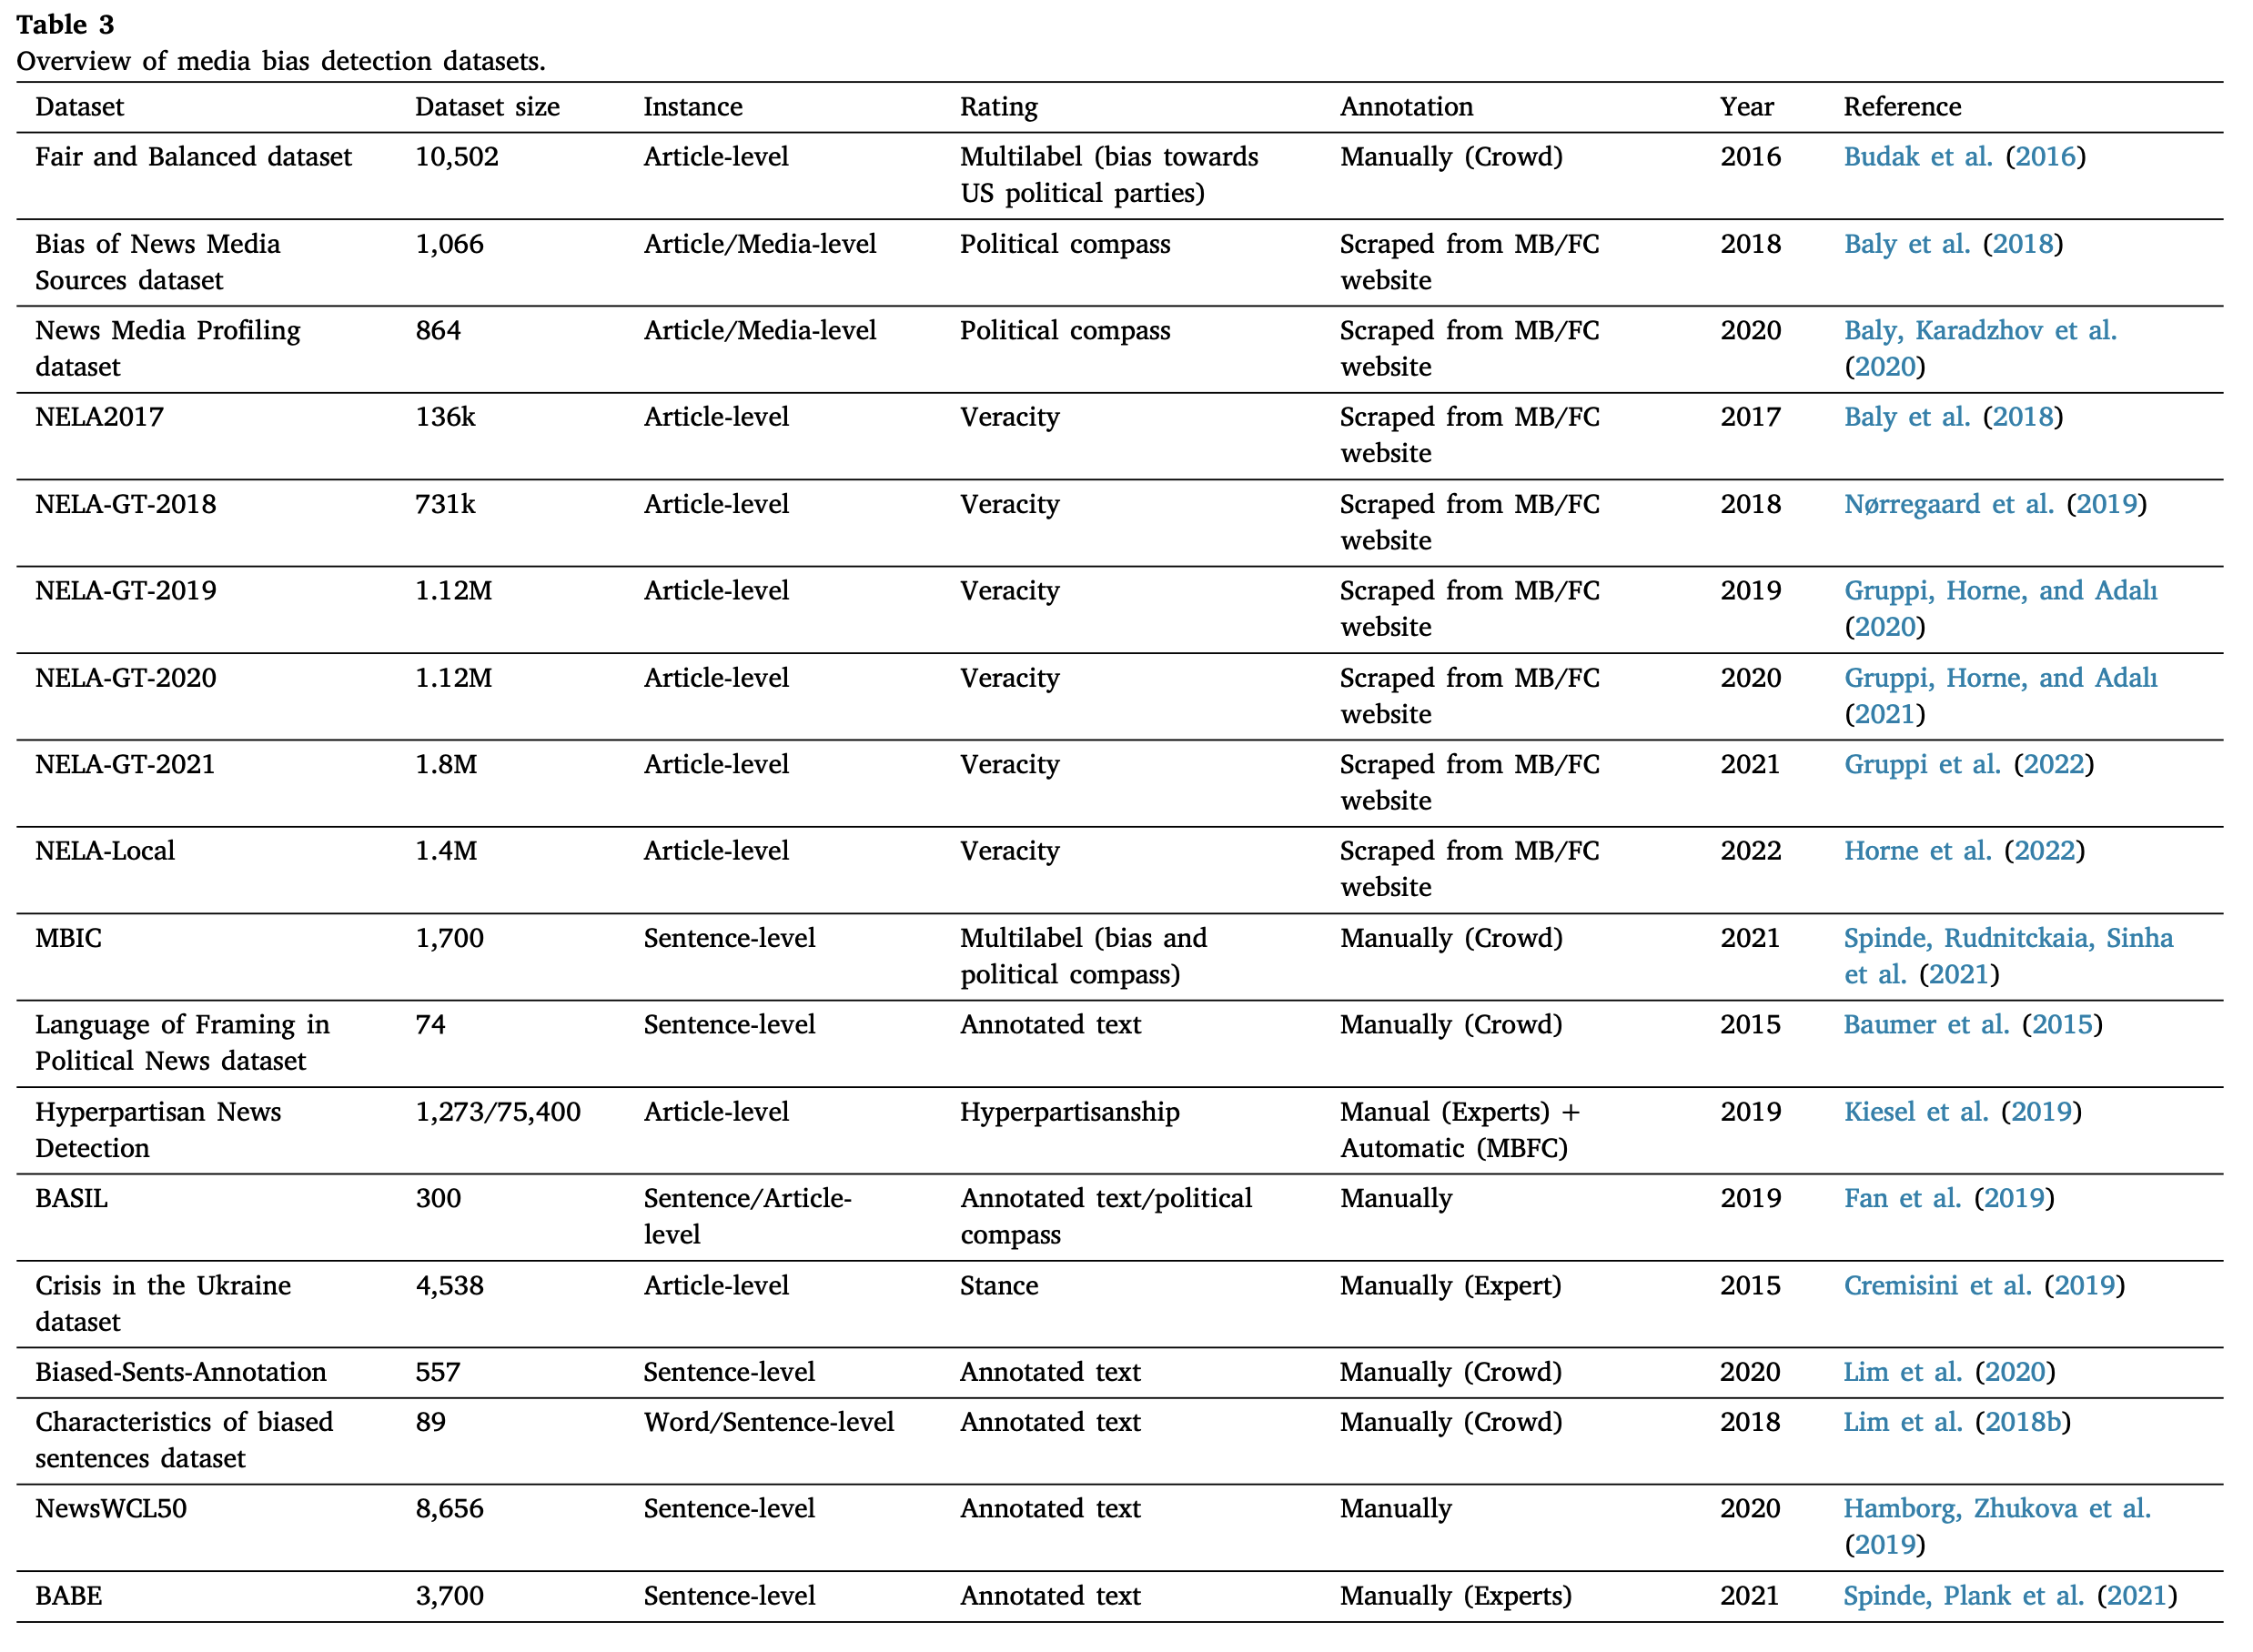 Table 3
Overview of media bias detection datasets.
Dataset Dataset size Instance Rating Annotation Year Reference
Fair and Balanced dataset 10,502 Article-level Multilabel (bias towards Manually (Crowd) 2016 Budak et al. (2016)
US political parties)
Bias of News Media 1,066 Article/Media-level Political compass Scraped from MB/FC 2018 Baly et al. (2018)
Sources dataset website
News Media Profiling 864 Article/Media-level Political compass Scraped from MB/FC 2020 Baly, Karadzhov et al.
dataset website (2020)
NELA2017 136k Article-level Veracity Scraped from MB/FC 2017 Baly et al. (2018)
website
NELA-GT-2018 731k Article-level Veracity Scraped from MB/FC 2018 Nørregaard et al. (2019)
website
NELA-GT-2019 1.12M Article-level Veracity Scraped from MB/FC 2019 Gruppi, Horne, and Adalı
website (2020)
NELA-GT-2020 1.12M Article-level Veracity Scraped from MB/FC 2020 Gruppi, Horne, and Adalı
website (2021)
NELA-GT-2021 1.8M Article-level Veracity Scraped from MB/FC 2021 Gruppi et al. (2022)
website
NELA-Local 1.4M Article-level Veracity Scraped from MB/FC 2022 Horne et al. (2022)
website
MBIC 1,700 Sentence-level Multilabel (bias and Manually (Crowd) 2021 Spinde, Rudnitckaia, Sinha
political compass) et al. (2021)
Language of Framing in 74 Sentence-level Annotated text Manually (Crowd) 2015 Baumer et al. (2015)
Political News dataset
Hyperpartisan News 1,273/75,400 Article-level Hyperpartisanship Manual (Experts) + 2019 Kiesel et al. (2019)
Detection Automatic (MBFC)
BASIL 300 Sentence/Article- Annotated text/political Manually 2019 Fan et al. (2019)
level compass
Crisis in the Ukraine 4,538 Article-level Stance Manually (Expert) 2015 Cremisini et al. (2019)
dataset
Biased-Sents-Annotation 557 Sentence-level Annotated text Manually (Crowd) 2020 Lim et al. (2020)
Characteristics of biased 89 Word/Sentence-level Annotated text Manually (Crowd) 2018 Lim et al. (2018b)
sentences dataset
NewsWCL50 8,656 Sentence-level Annotated text Manually 2020 Hamborg, Zhukova et al.
(2019)
BABE 3,700 Sentence-level Annotated text Manually (Experts) 2021 Spinde, Plank et al. (2021)